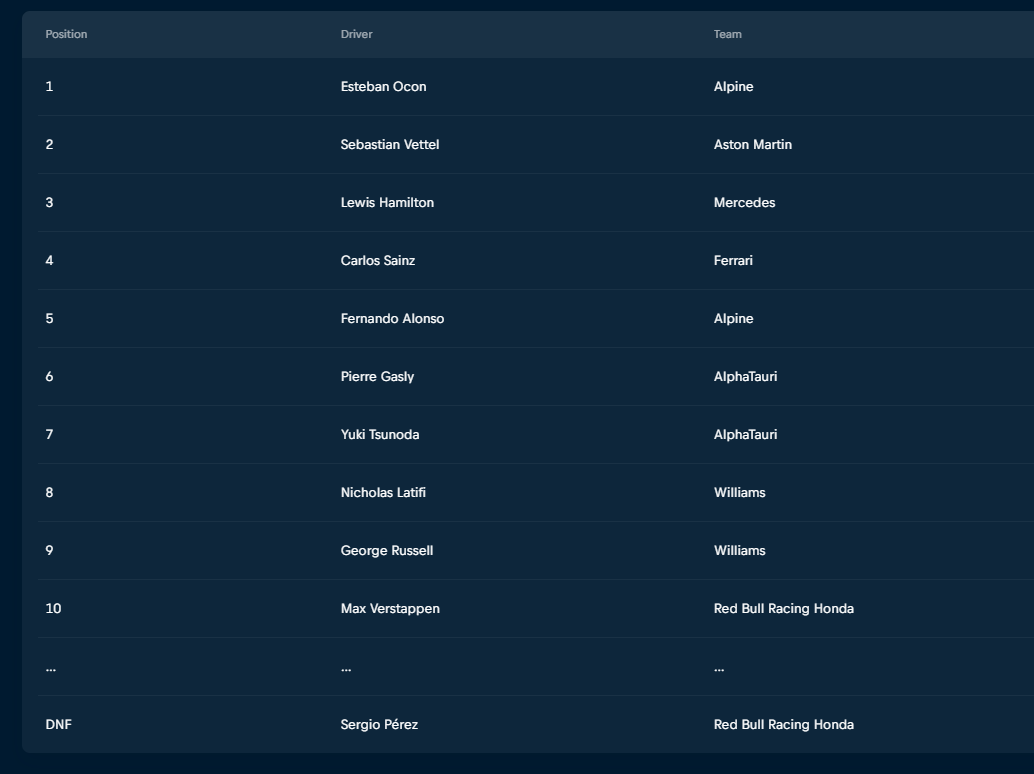 Position Driver Team
1 Esteban Ocon Alpine
2 Sebastian Vettel Aston Martin
3 Lewis Hamilton Mercedes
4 Carlos Sainz Ferrari
5 Fernando Alonso Alpine
6 Pierre Gasly AlphaTauri
7 Yuki Tsunoda AlphaTauri
8 Nicholas Latifi Williams
9 George Russell Williams
10 Max Verstappen Red Bull Racing Honda
... ... ...
DNF Sergio Pérez Red Bull Racing Honda